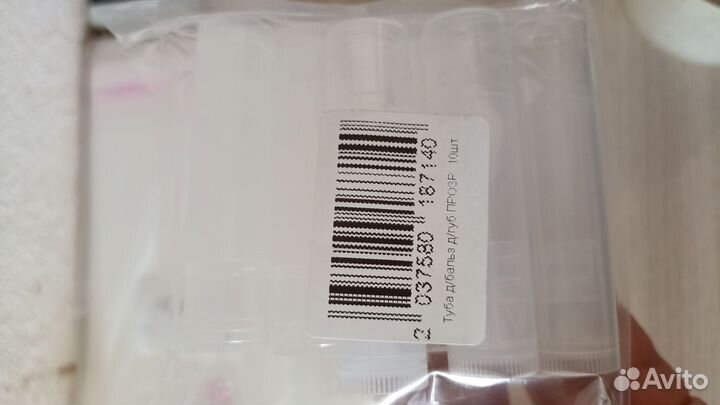 2 037580 187140
Туба д/бальз д/губ ПРОЗР. 10шт
Avito